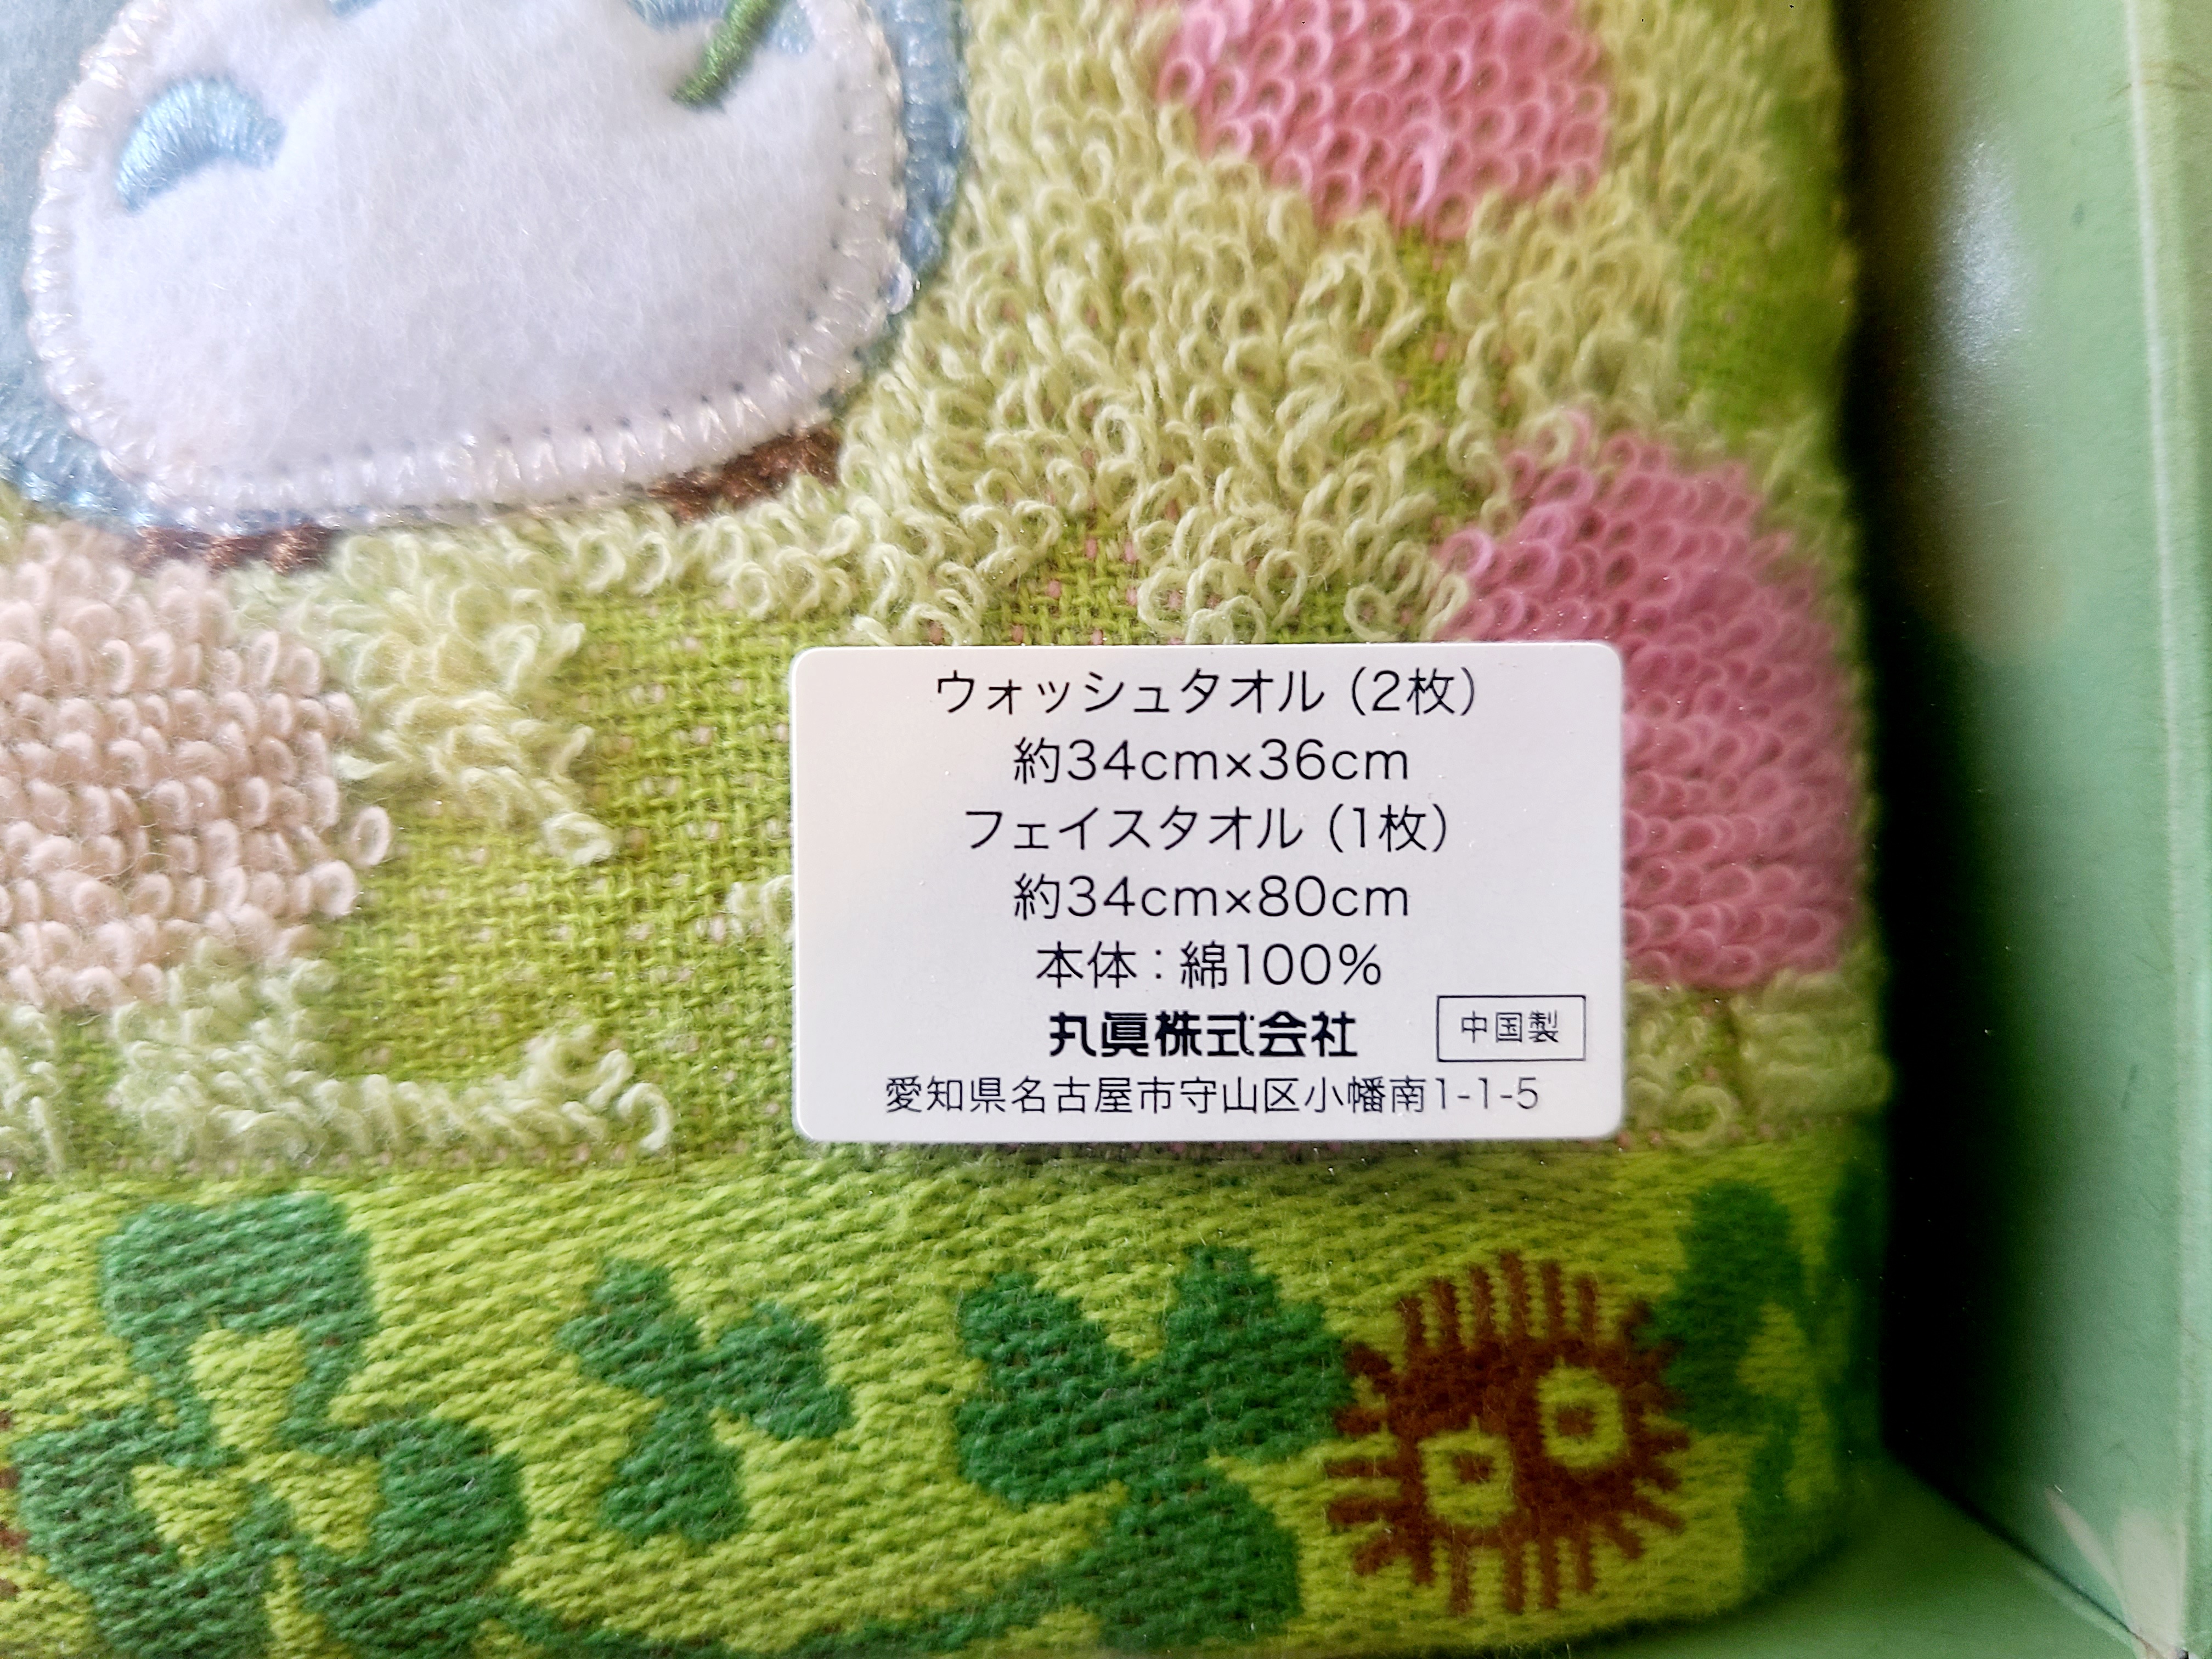 ウォッシュタオル（2枚）
約34cm×36cm
フェイスタオル（1枚）
約34cm×80cm
本体：綿100%
丸眞株式会社
中国製
愛知県名古屋市守山区小幡南1-1-5